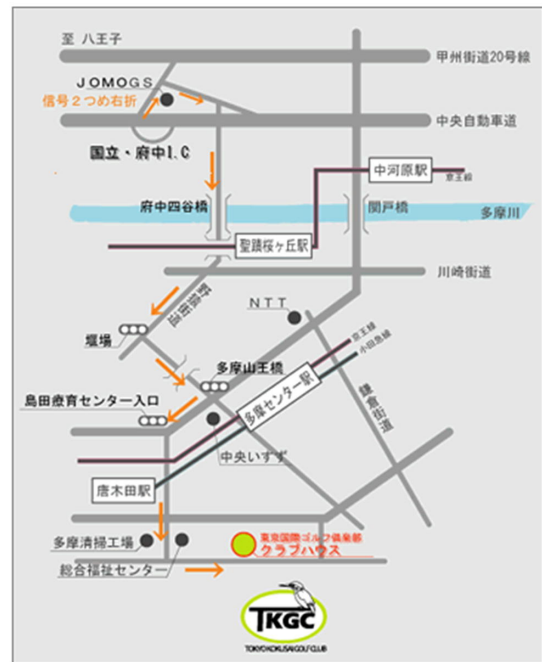 至 八王子
甲州街道20号線
JOMOGS
信号2つめ右折
中央自動車道
国立・府中I.C
中河原駅
京王線
府中四谷橋
関戸橋
多摩川
聖蹟桜ヶ丘駅
川崎街道
野猿街道
NTT
堰場
京王線
小田急線
多摩山王橋
多摩センター駅
島田療育センター入口
鎌倉街道
中央いすず
唐木田駅
多摩清掃工場
東京国際ゴルフ倶楽部
クラブハウス
総合福祉センター
TKGC
TOKYO KOKUSAI GOLF CLUB